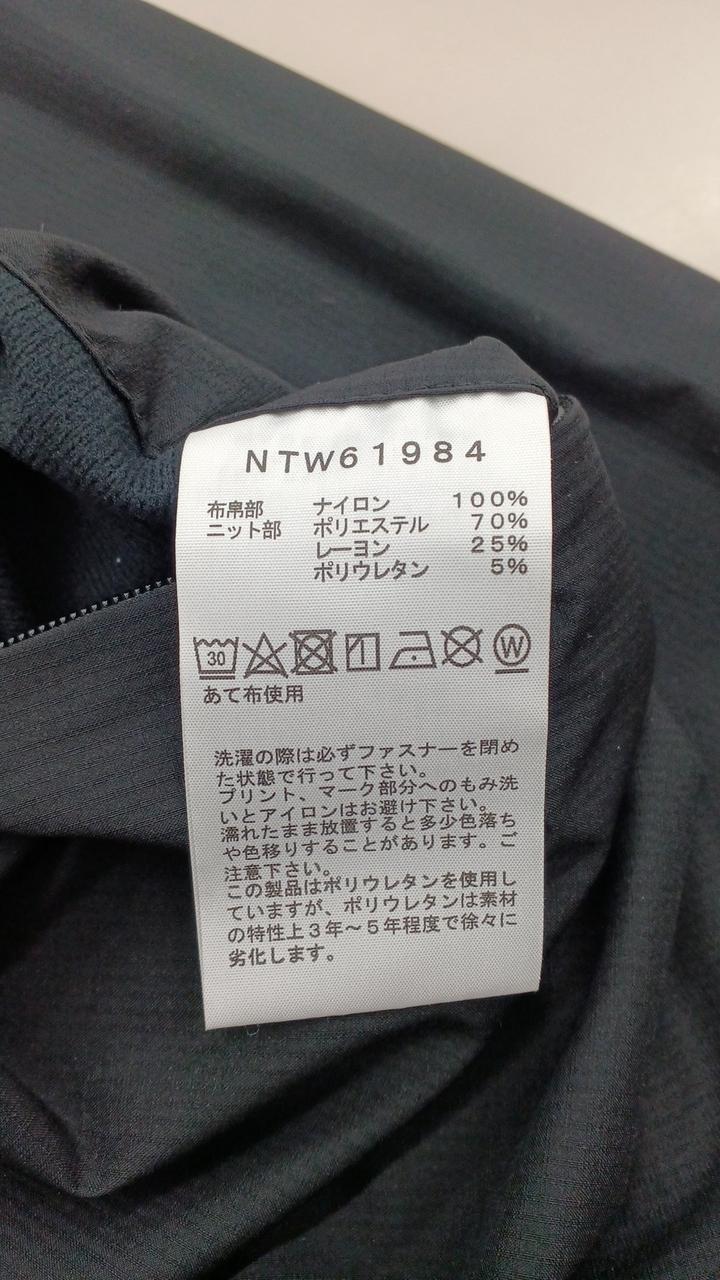 NTW61984
布帛部 ナイロン 100%
ニット部 ポリエステル 70%
レーヨン 25%
ポリウレタン 5%
30 W
あて布使用
洗濯の際は必ずファスナーを閉め
た状態で行って下さい。
プリント、マーク部分へのもみ洗
いとアイロンはお避け下さい。
濡れたまま放置すると多少色落ち
や色移りすることがあります。ご
注意下さい。
この製品はポリウレタンを使用し
ていますが、ポリウレタンは素材
の特性上3年〜5年程度で徐々に
劣化します。